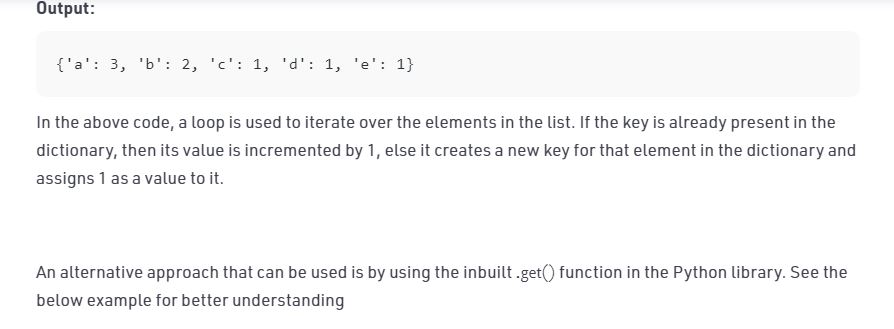 Output:
{'a': 3, 'b': 2, 'c': 1, 'd': 1, 'e': 1}
In the above code, a loop is used to iterate over the elements in the list. If the key is already present in the
dictionary, then its value is incremented by 1, else it creates a new key for that element in the dictionary and
assigns 1 as a value to it.
An alternative approach that can be used is by using the inbuilt .get() function in the Python library. See the
below example for better understanding